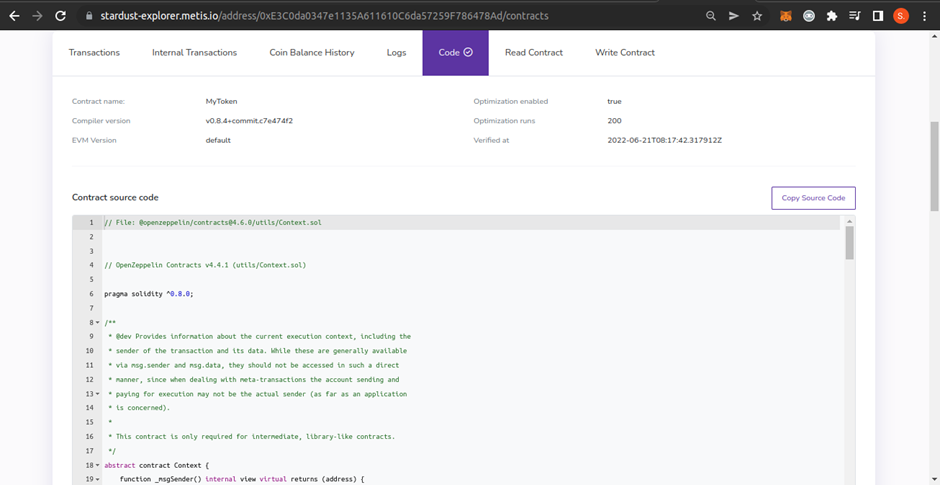 stardust-explorer.metis.io/address/0xE3C0da0347e1135A611610C6da57259F786478Ad/contracts
S.
Transactions Internal Transactions Coin Balance History Logs Code Read Contract Write Contract
Contract name: MyToken Optimization enabled true
Compiler version v0.8.4+commit.c7e474f2 Optimization runs 200
EVM Version default Verified at 2022-06-21T08:17:42.317912Z
Contract source code Copy Source Code
1 // File: @openzeppelin/contracts@4.6.0/utils/Context.sol
2
3
4 // OpenZeppelin Contracts v4.4.1 (utils/Context.sol)
5
6 pragma solidity ^0.8.0;
7
8 /**
9 * @dev Provides information about the current execution context, including the
10 * sender of the transaction and its data. While these are generally available
11 * via msg.sender and msg.data, they should not be accessed in such a direct
12 * manner, since when dealing with meta-transactions the account sending and
13 * paying for execution may not be the actual sender (as far as an application
14 * is concerned).
15 *
16 * This contract is only required for intermediate, library-like contracts.
17 */
18 abstract contract Context {
19 function _msgSender() internal view virtual returns (address) {